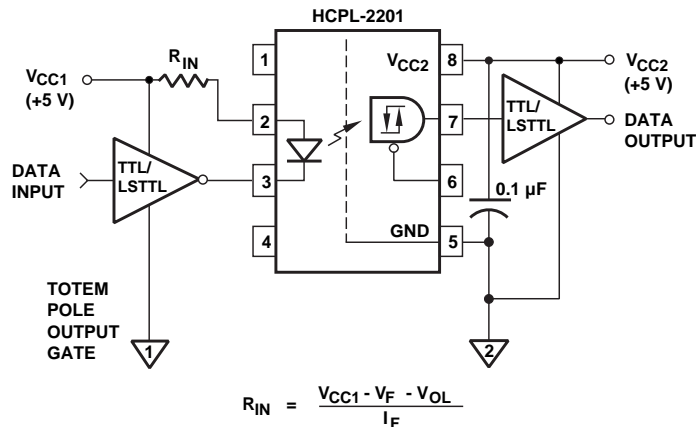 HCPL-2201
R_IN
V_CC1
(+5 V)
1
V_CC2
8
V_CC2
(+5 V)
2
7
TTL/
LSTTL
DATA
OUTPUT
TTL/
LSTTL
DATA
INPUT
3
6
0.1 µF
4
GND
5
TOTEM
POLE
OUTPUT
GATE
1
2
R_IN = V_CC1 - V_F - V_OL
I_F